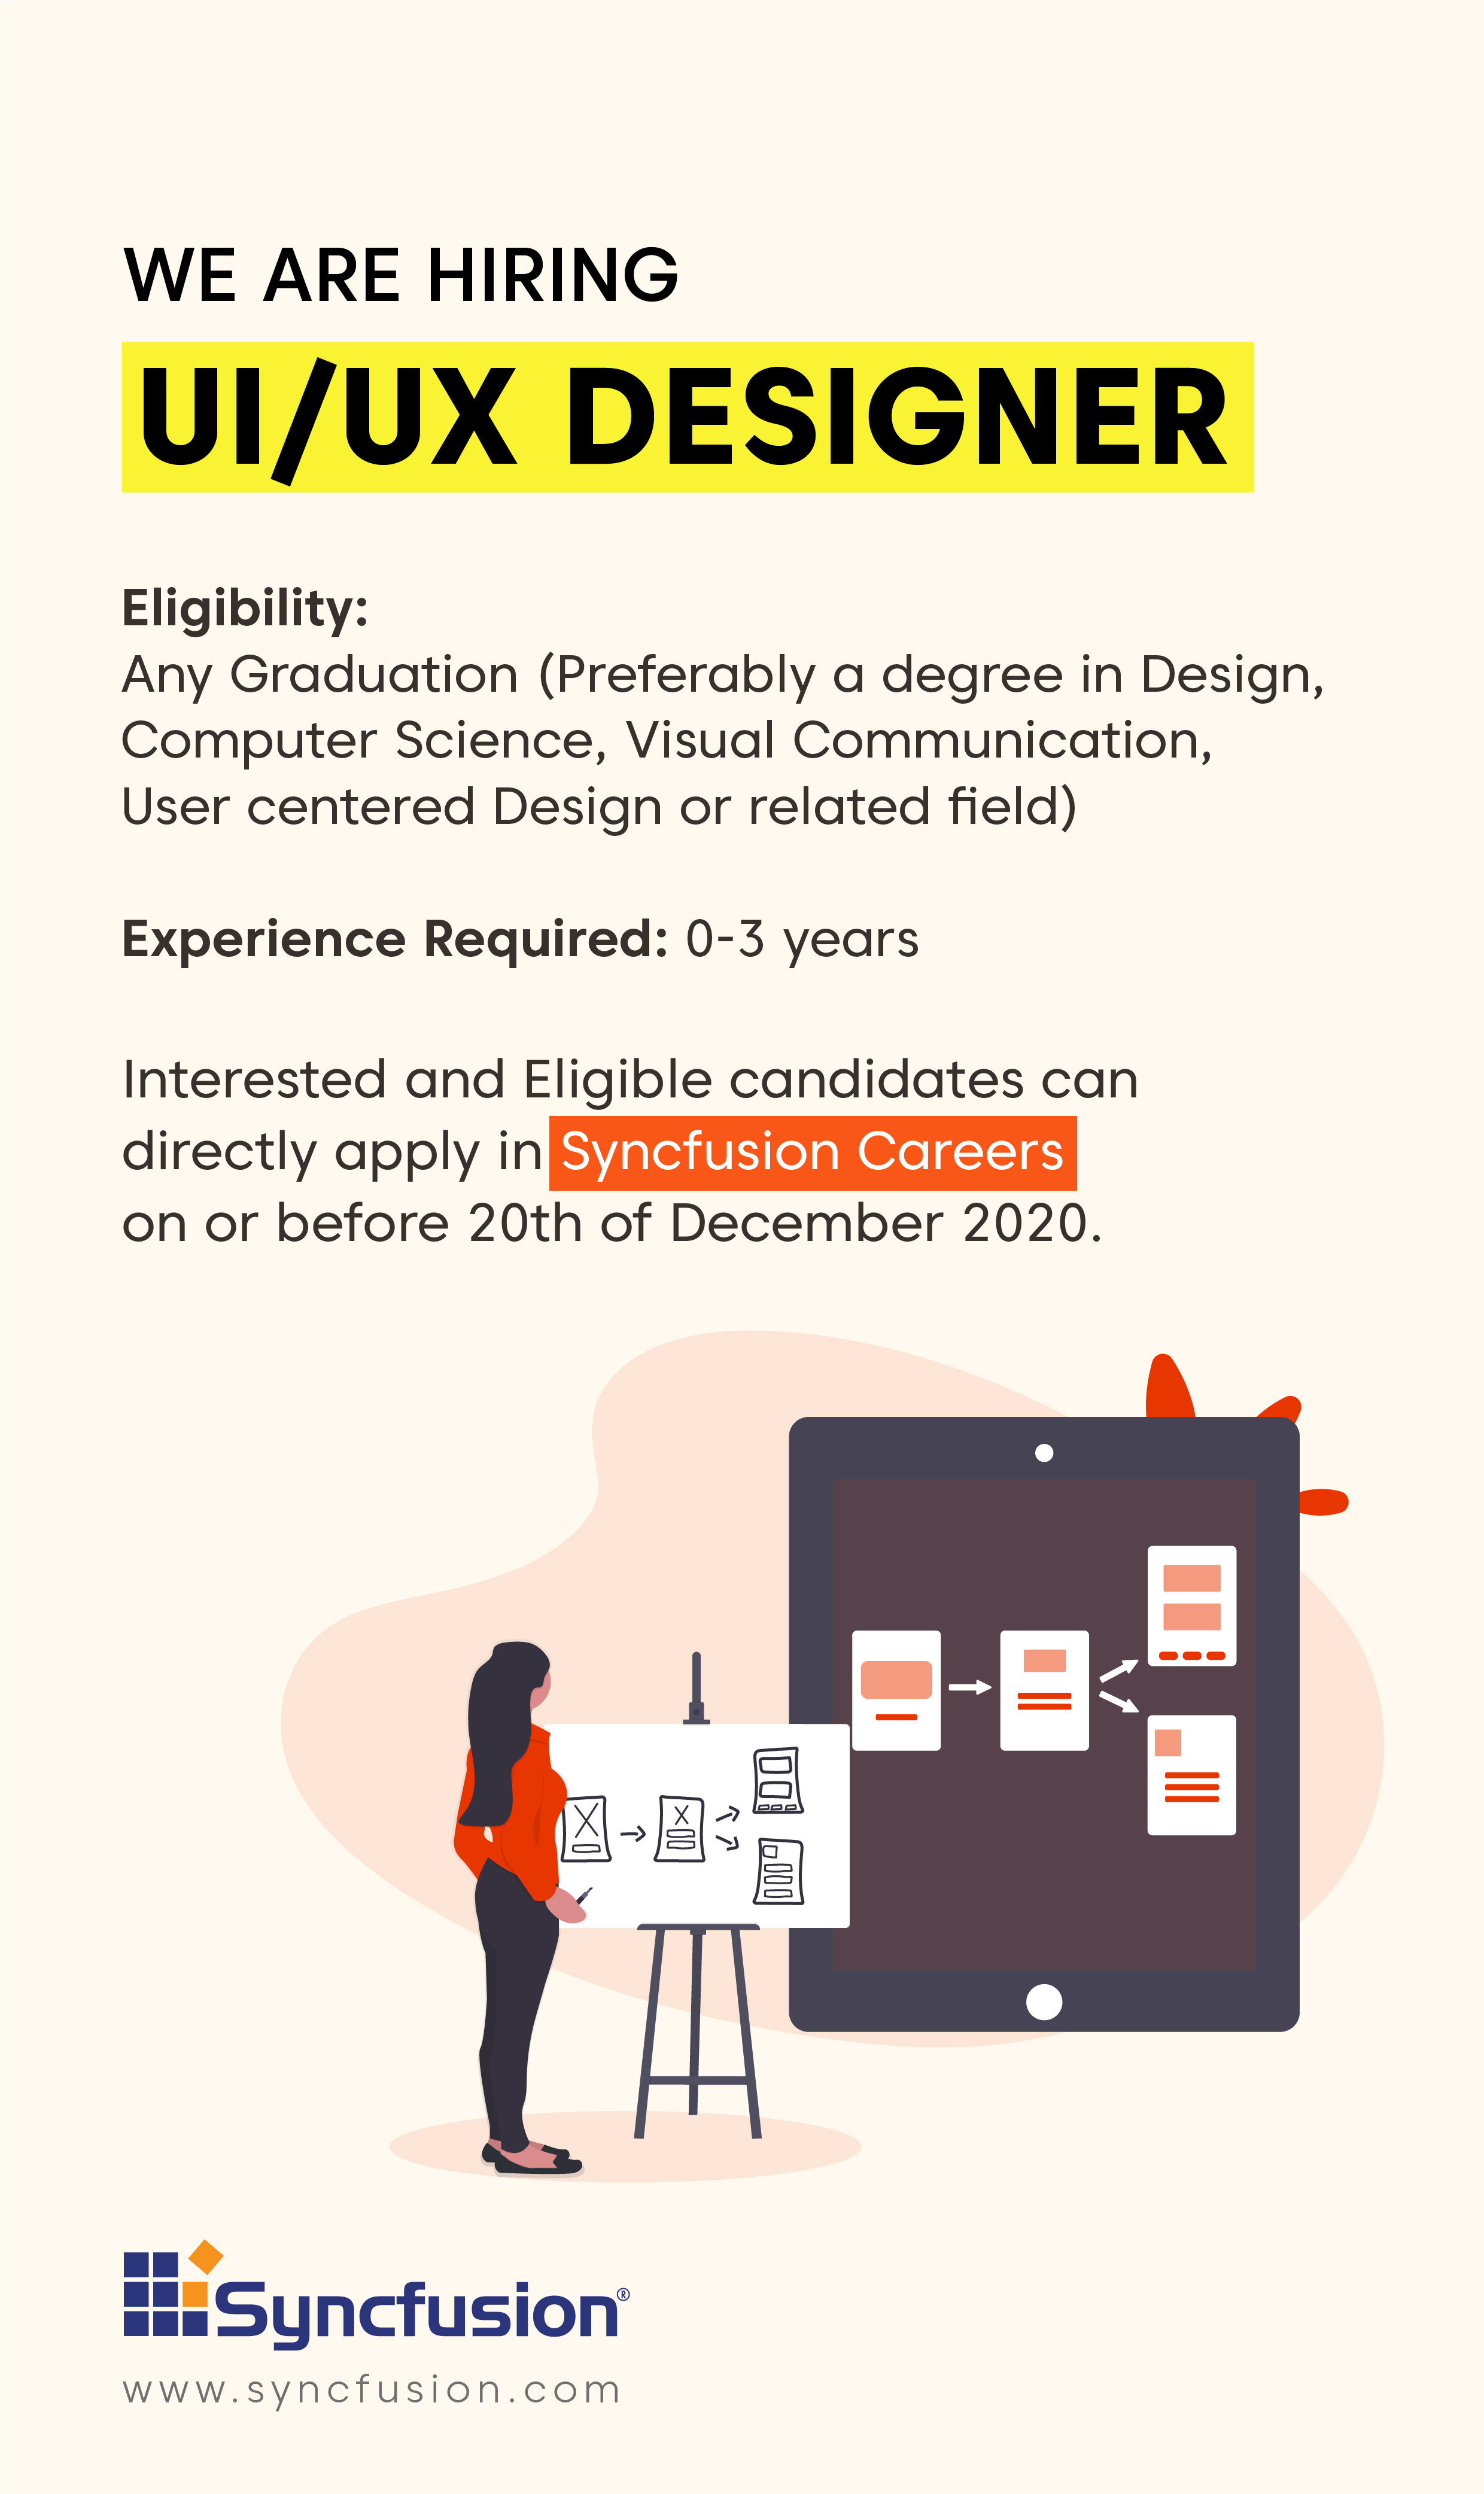 WE ARE HIRING
UI/UX DESIGNER
Eligibility:
Any Graduation (Preferably a degree in Design,
Computer Science, Visual Communication,
User centered Design or related field)
Experience Required: 0-3 years
Interested and Eligible candidates can
directly apply in Syncfusion Careers
on or before 20th of December 2020.
Syncfusion®
www.syncfusion.com